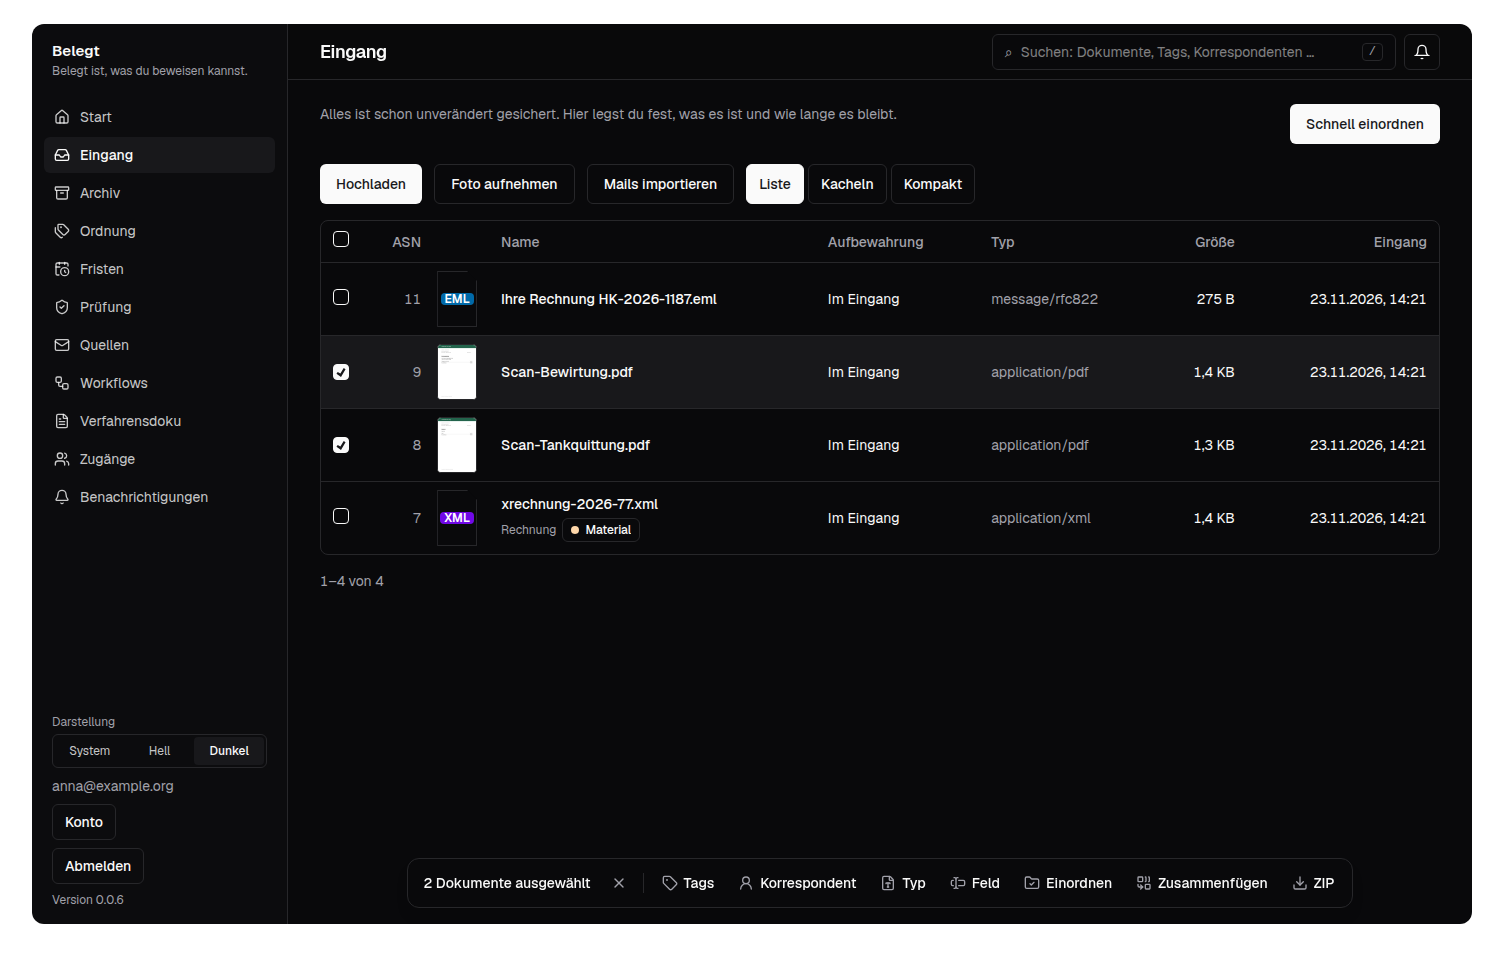 Belegt
Belegt ist, was du beweisen kannst.
Start
Eingang
Archiv
Ordnung
Fristen
Prüfung
Quellen
Workflows
Verfahrensdoku
Zugänge
Benachrichtigungen
Darstellung
System Hell Dunkel
anna@example.org
Konto
Abmelden
Version 0.0.6
Eingang
Suchen: Dokumente, Tags, Korrespondenten … /
Alles ist schon unverändert gesichert. Hier legst du fest, was es ist und wie lange es bleibt.
Schnell einordnen
Hochladen Foto aufnehmen Mails importieren Liste Kacheln Kompakt
ASN Name Aufbewahrung Typ Größe Eingang
11 EML Ihre Rechnung HK-2026-1187.eml Im Eingang message/rfc822 275 B 23.11.2026, 14:21
9 Scan-Bewirtung.pdf Im Eingang application/pdf 1,4 KB 23.11.2026, 14:21
8 Scan-Tankquittung.pdf Im Eingang application/pdf 1,3 KB 23.11.2026, 14:21
7 XML xrechnung-2026-77.xml Im Eingang application/xml 1,4 KB 23.11.2026, 14:21
Rechnung Material
1–4 von 4
2 Dokumente ausgewählt Tags Korrespondent Typ Feld Einordnen Zusammenfügen ZIP